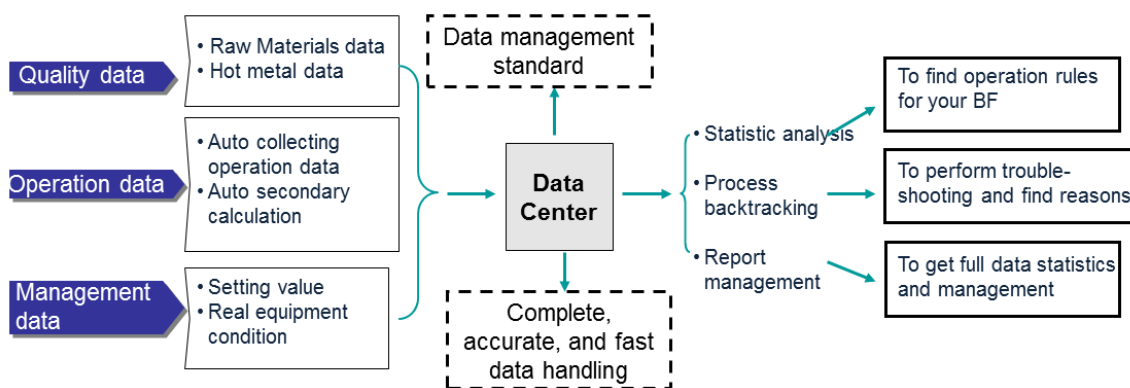 Quality data
• Raw Materials data
• Hot metal data
Operation data
• Auto collecting
operation data
• Auto secondary
calculation
Management
data
• Setting value
• Real equipment
condition
Data management
standard
Data
Center
Complete,
accurate, and fast
data handling
• Statistic analysis
• Process
backtracking
• Report
management
To find operation rules
for your BF
To perform trouble-
shooting and find reasons
To get full data statistics
and management